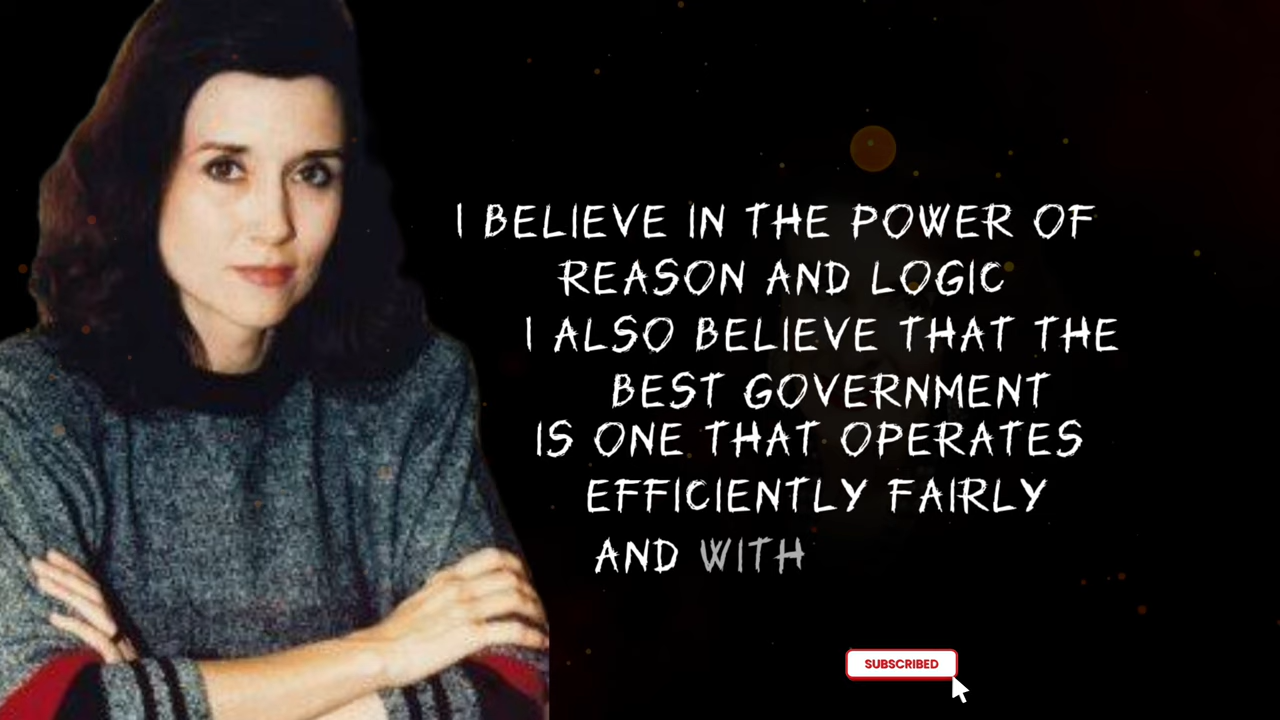 I BELIEVE IN THE POWER OF
REASON AND LOGIC
I ALSO BELIEVE THAT THE
BEST GOVERNMENT
IS ONE THAT OPERATES
EFFICIENTLY FAIRLY
AND WITH
SUBSCRIBED